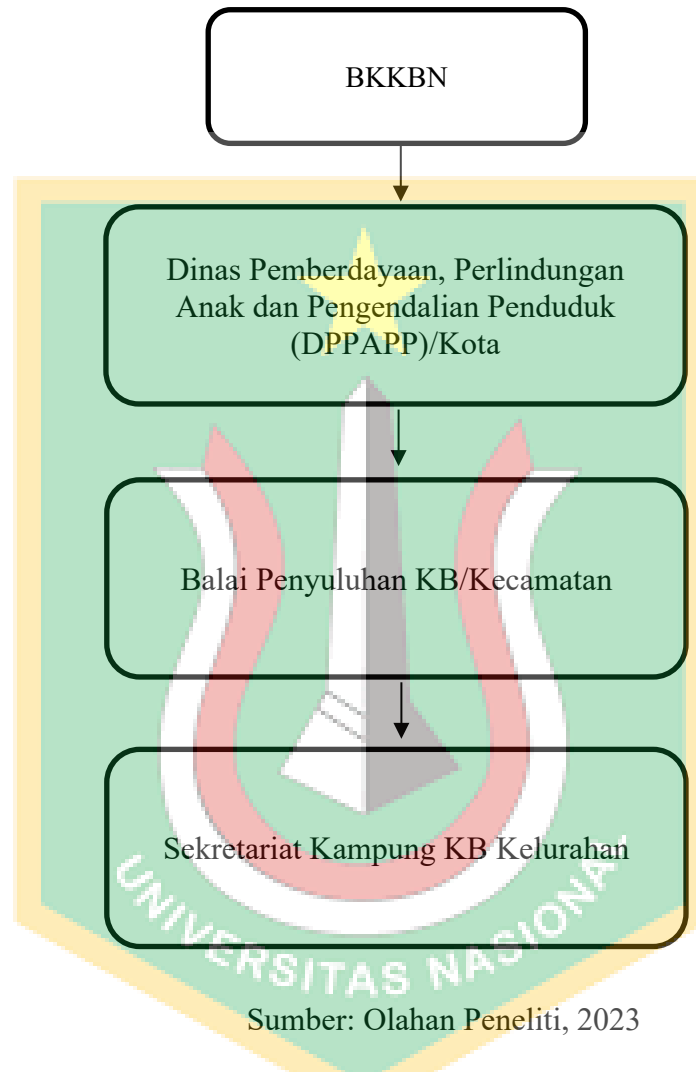 BKKBN
Dinas Pemberdayaan, Perlindungan
Anak dan Pengendalian Penduduk
(DPPAPP)/Kota
Balai Penyuluhan KB/Kecamatan
Sekretariat Kampung KB Kelurahan
UNIVERSITAS NASIONAL
Sumber: Olahan Peneliti, 2023